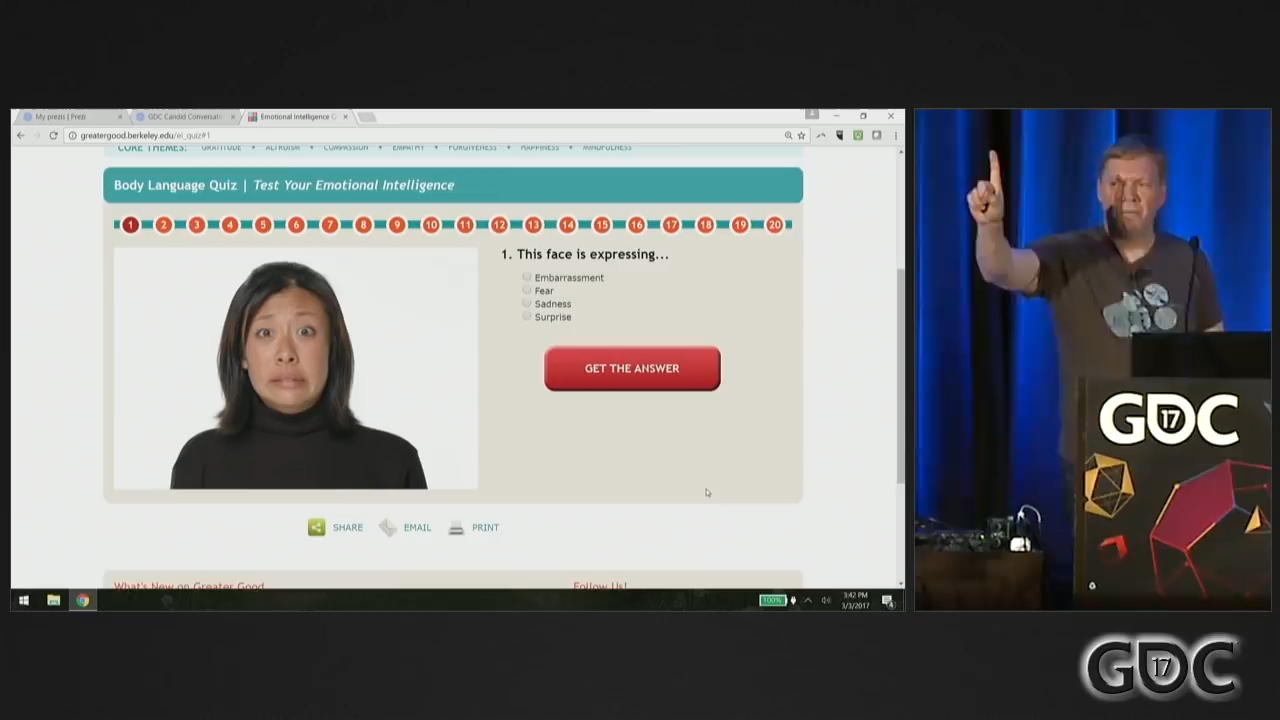 My prezis | Prezi
GDC Candid Conversati
Emotional Intelligence
greatergood.berkeley.edu/ei_quiz#1
CORE THEMES: GRATITUDE ALTRUISM COMPASSION EMPATHY FORGIVENESS HAPPINESS MINDFULNESS
Body Language Quiz | Test Your Emotional Intelligence
1 2 3 4 5 6 7 8 9 10 11 12 13 14 15 16 17 18 19 20
1. This face is expressing...
Embarrassment
Fear
Sadness
Surprise
GET THE ANSWER
SHARE EMAIL PRINT
What's New on Greater Good
Follow Us!
100%
3:42 PM
3/3/2017
GDC 17
GDC 17